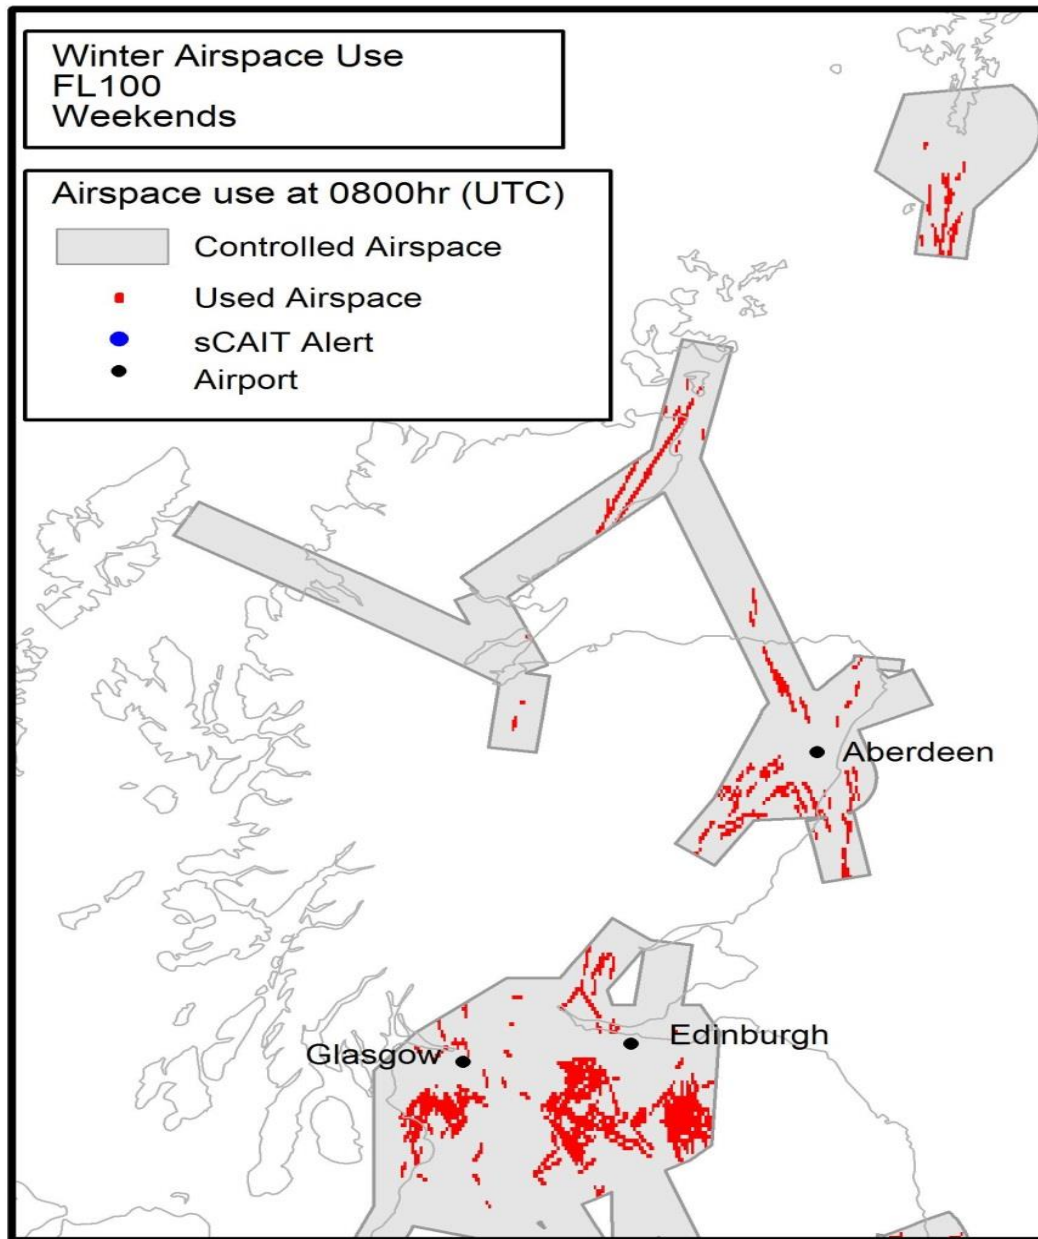 Winter Airspace Use
FL100
Weekends
Airspace use at 0800hr (UTC)
Controlled Airspace
Used Airspace
sCAIT Alert
Airport
Aberdeen
Edinburgh
Glasgow